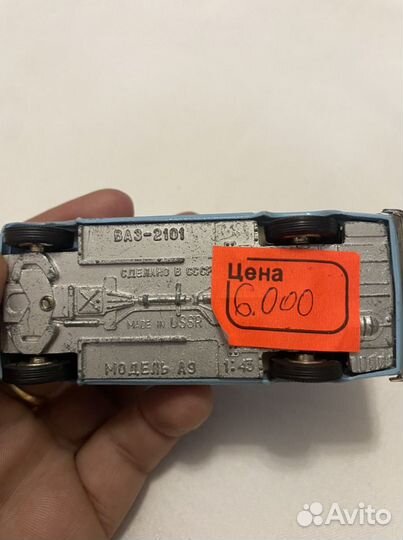 ВАЗ-2101
СДЕЛАНО В СССР
Цена
6.000
MADE IN USSR
МОДЕЛЬ А9
1:43
Avito